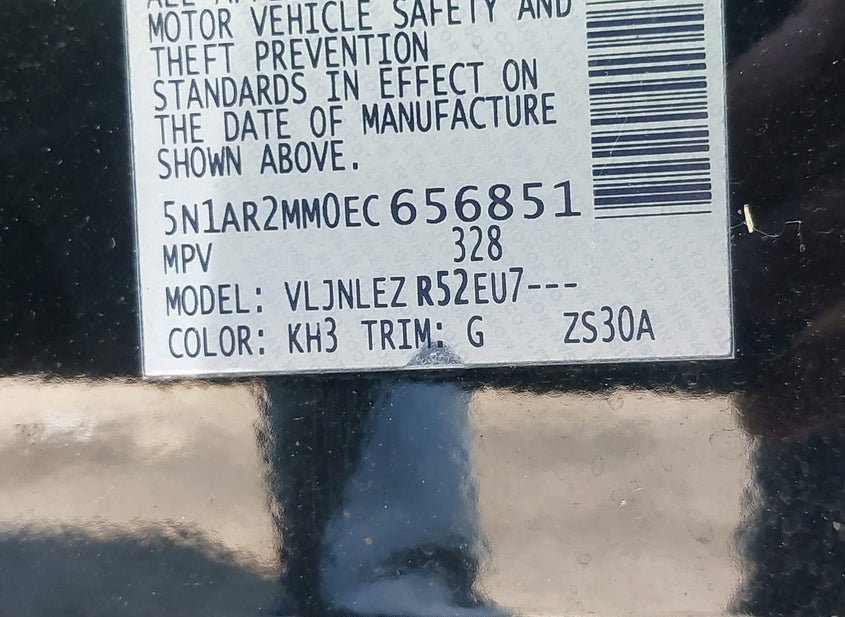 MOTOR VEHICLE SAFETY AND
THEFT PREVENTION
STANDARDS IN EFFECT ON
THE DATE OF MANUFACTURE
SHOWN ABOVE.
5N1AR2MM0EC656851
MPV 328
MODEL: VLJNLEZ R52EU7---
COLOR: KH3 TRIM: G ZS30A